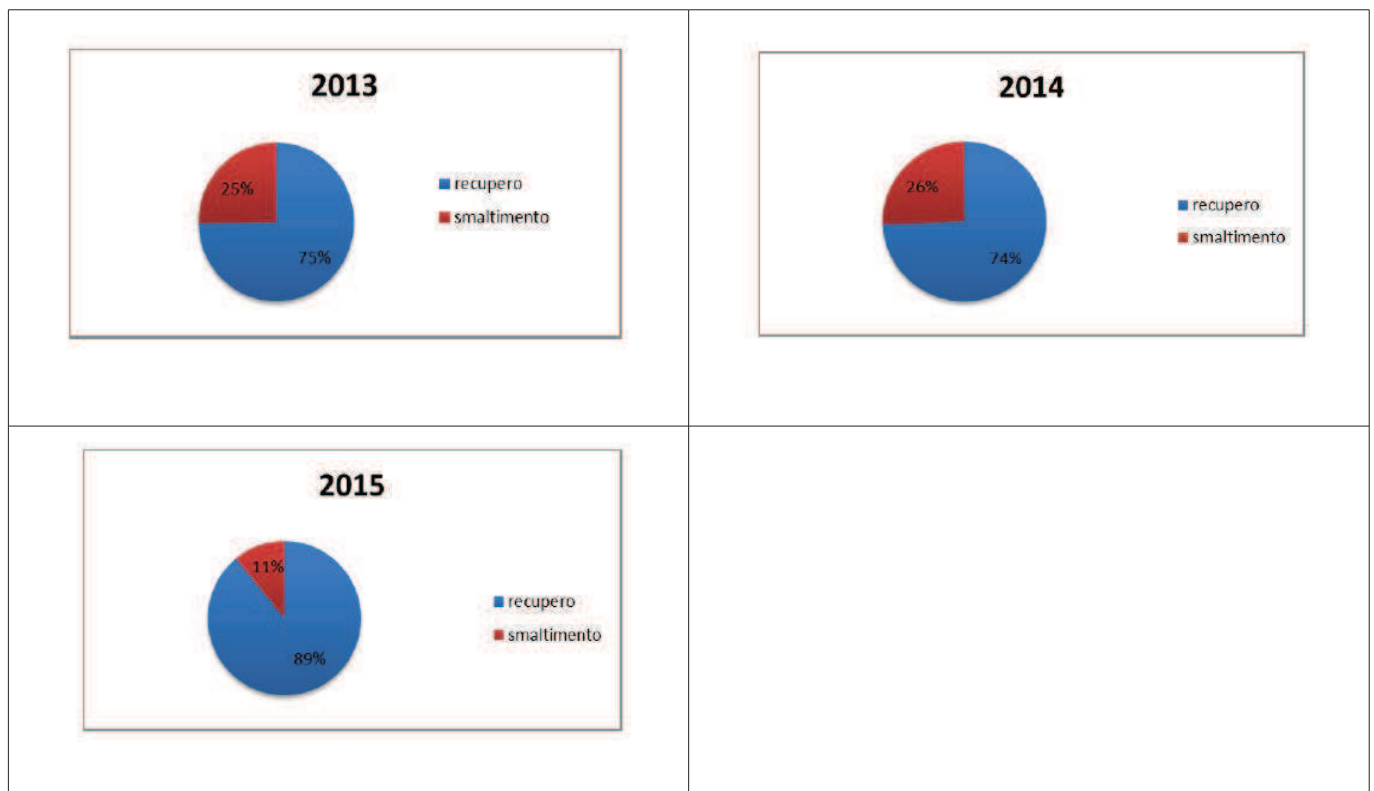 2013
25%
75%
recupero
smaltimento
2014
26%
74%
recupero
smaltimento
2015
11%
89%
recupero
smaltimento